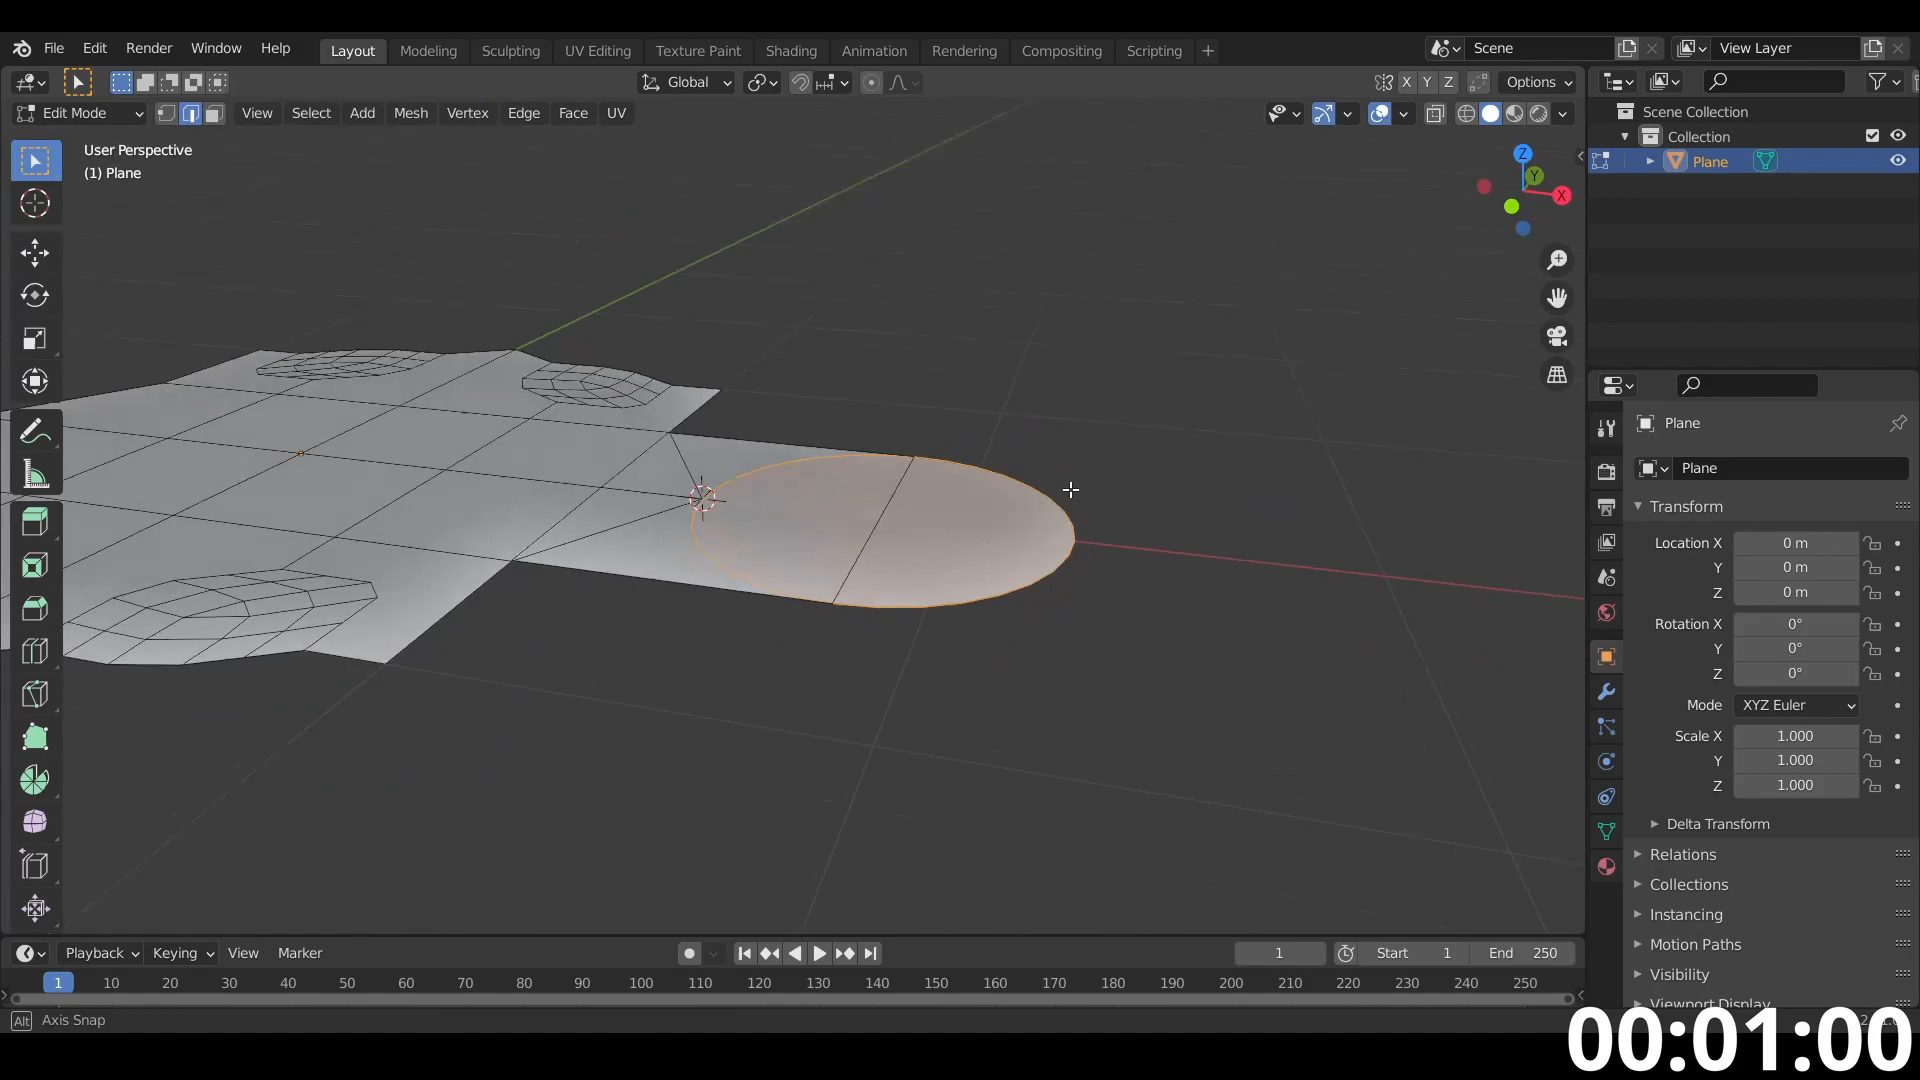 File Edit Render Window Help Layout Modeling Sculpting UV Editing Texture Paint Shading Animation Rendering Compositing Scripting + Scene View Layer
Global X Y Z Options
Edit Mode View Select Add Mesh Vertex Edge Face UV
User Perspective
(1) Plane
Z
Y
X
Scene Collection
Collection
Plane
Plane
Plane
Transform
Location X 0 m
Y 0 m
Z 0 m
Rotation X 0°
Y 0°
Z 0°
Mode XYZ Euler
Scale X 1.000
Y 1.000
Z 1.000
Delta Transform
Relations
Collections
Instancing
Motion Paths
Visibility
Viewport Display
Playback Keying View Marker 1 Start 1 End 250
1 10 20 30 40 50 60 70 80 90 100 110 120 130 140 150 160 170 180 190 200 210 220 230 240 250
Alt Axis Snap
00:01:00